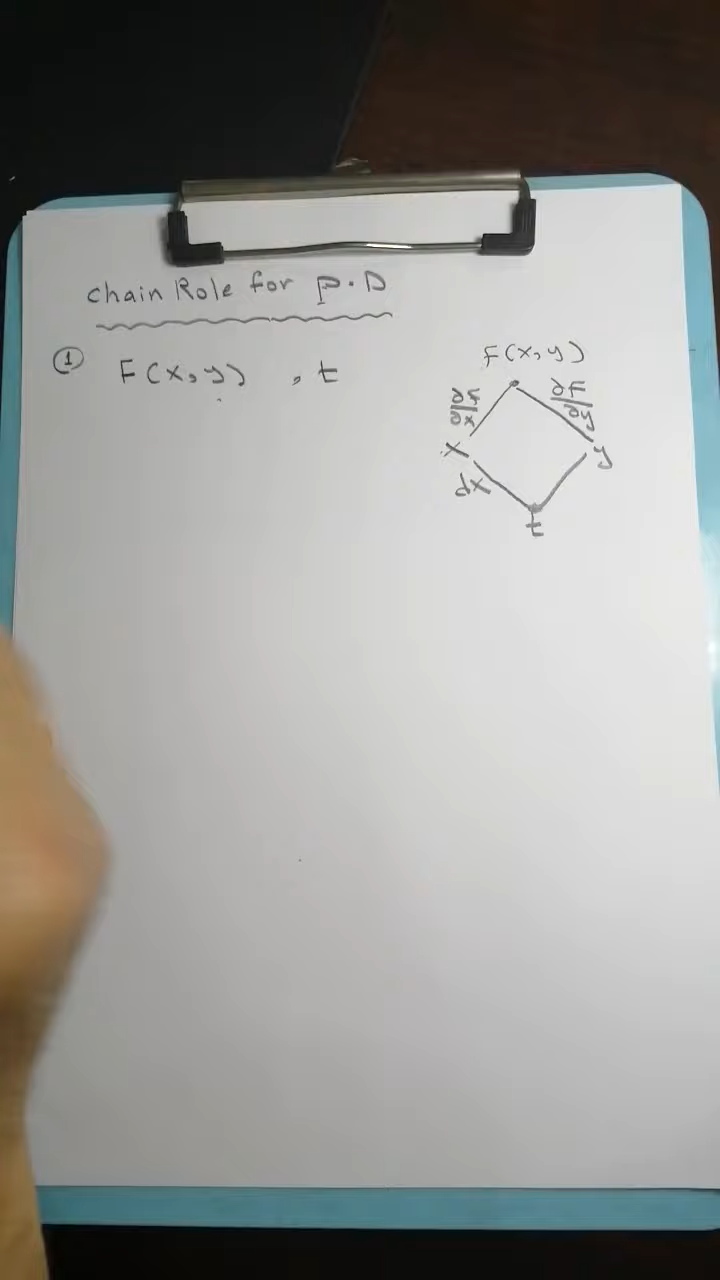 chain Role for P.D
① F(x,y) , t
F(x,y)
∂F/∂x
∂F/∂y
x
y
dx
t